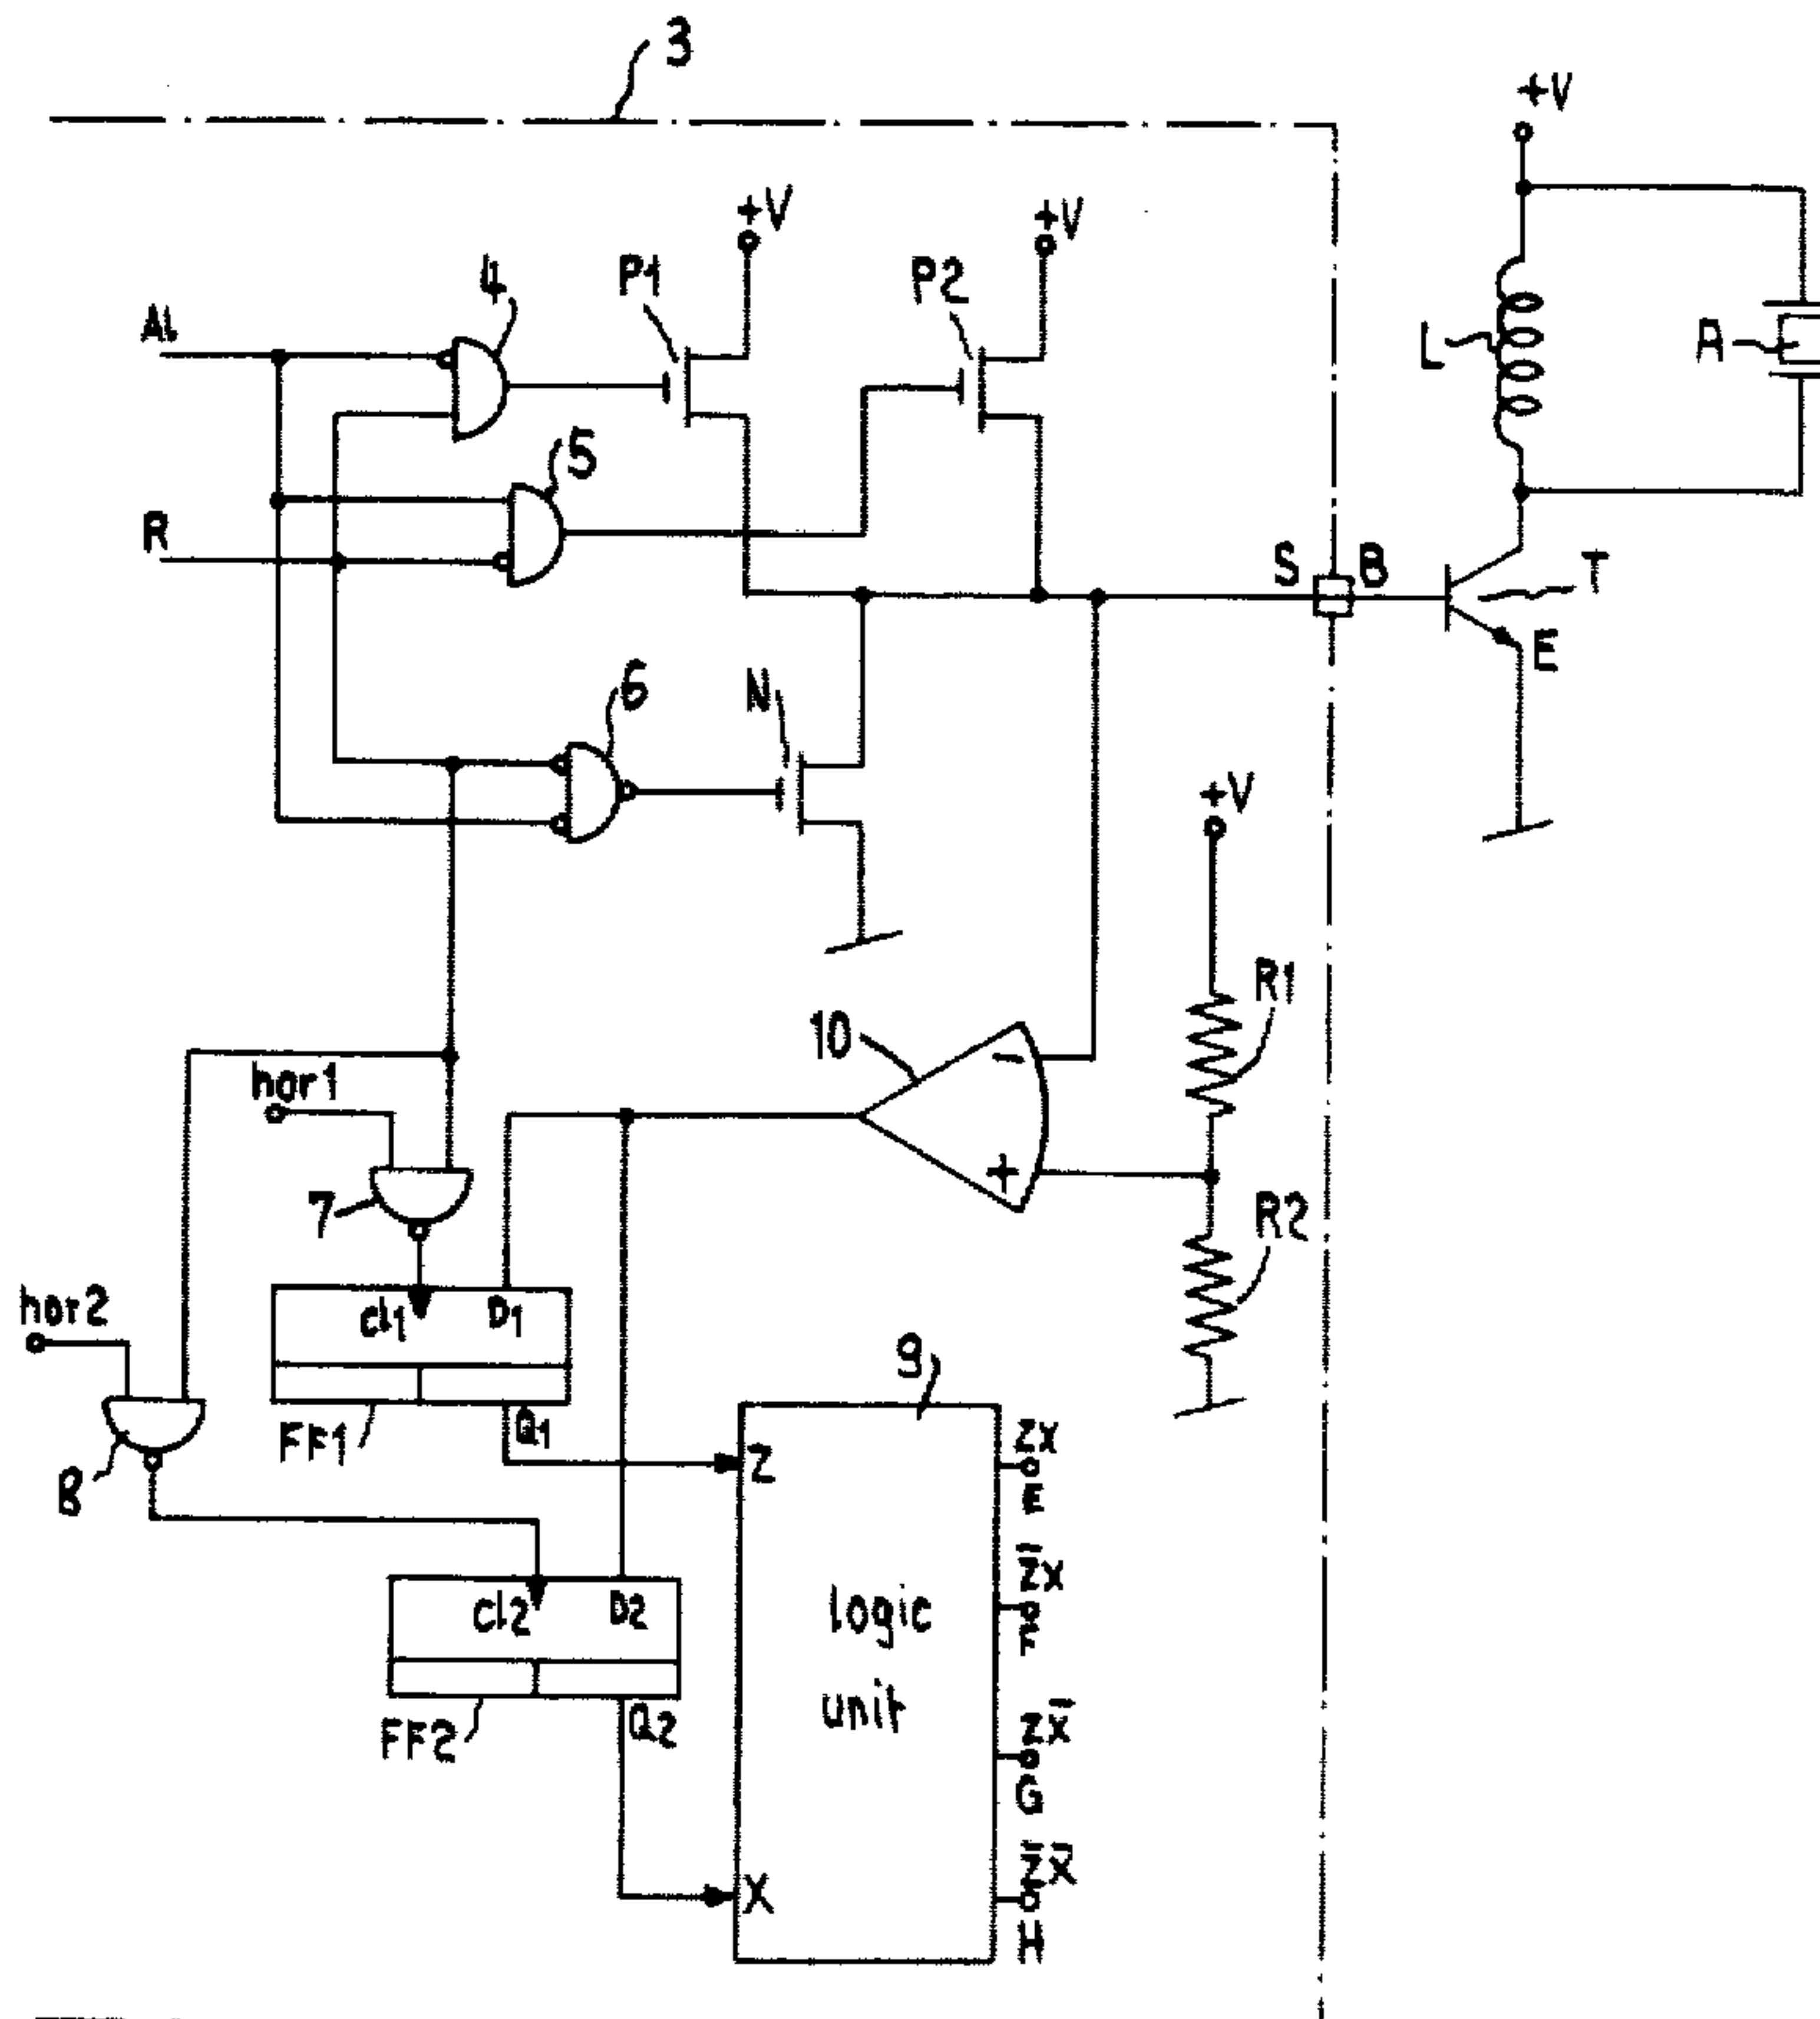 3
+V
+V
+V
4
P1
P2
AL
L
A
5
R
S
B
T
E
6
N
+V
R1
10
hor1
-
+
7
R2
hor2
cl1
D1
9
FF1
Q1
8
Z
ZX
E
Z̅X
F
cl2
D2
logic
unit
FF2
Q2
ZX̅
G
Z̅X̅
X
H